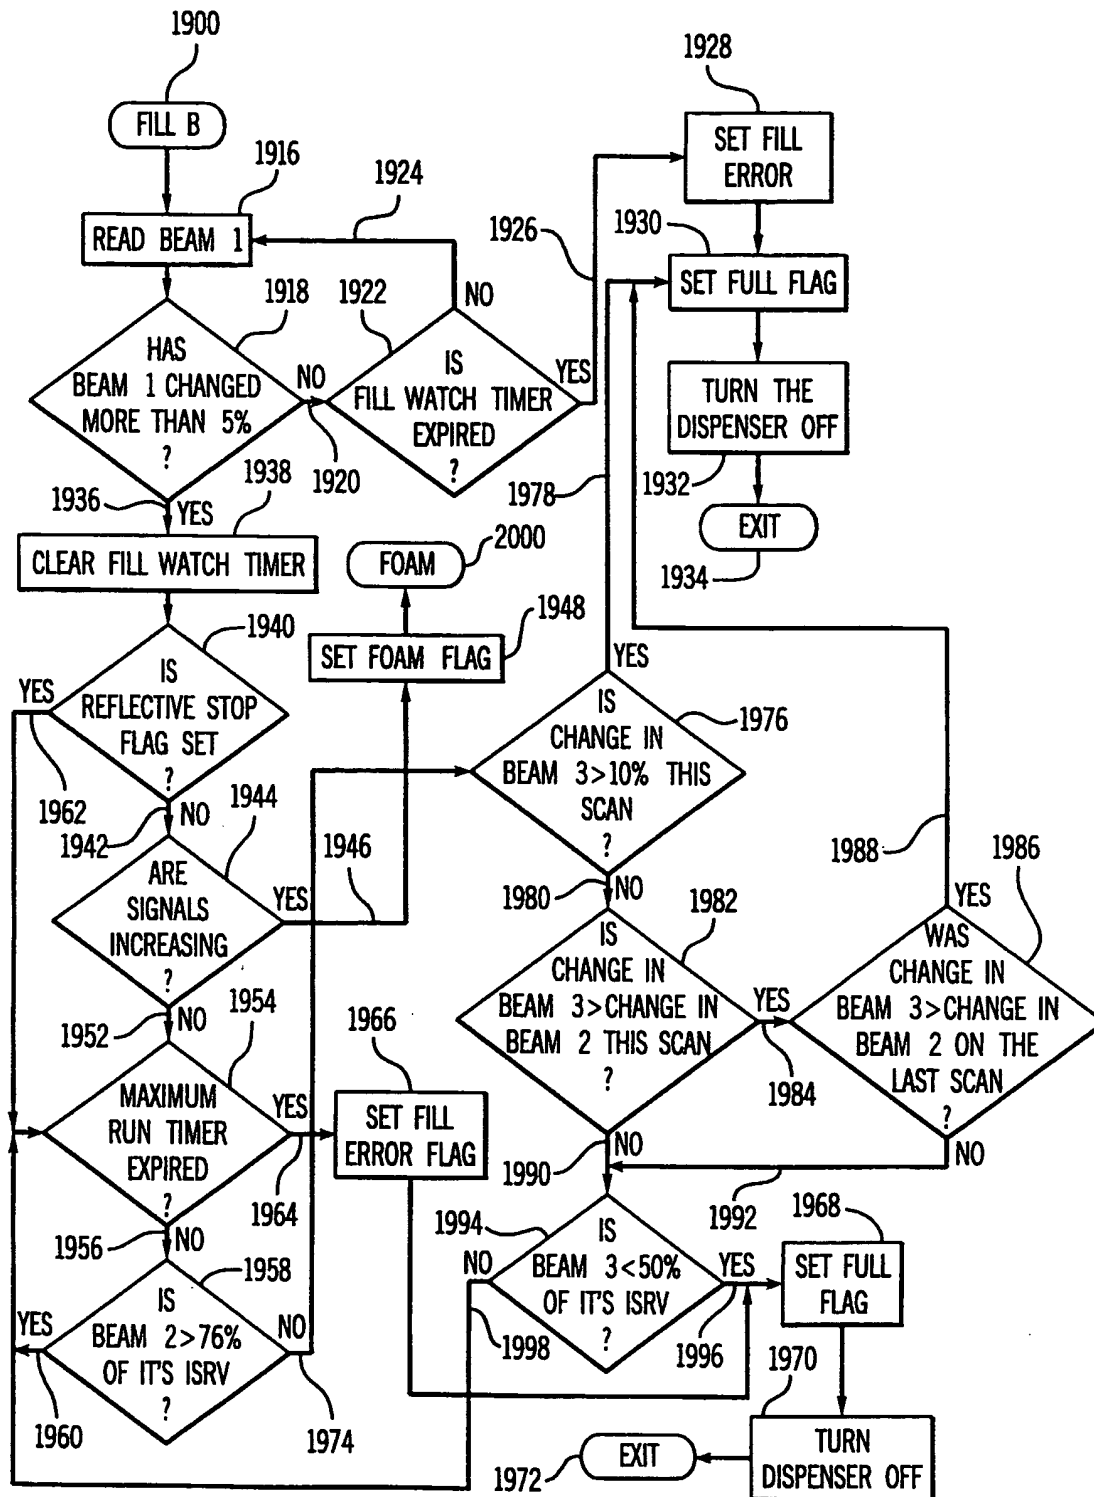 1900
FILL B
1916
READ BEAM 1
1924
1918
HAS
BEAM 1 CHANGED
MORE THAN 5%
?
NO
1920
1922
NO
IS
FILL WATCH TIMER
EXPIRED
?
YES
1926
1928
SET FILL
ERROR
1930
SET FULL FLAG
TURN THE
DISPENSER OFF
1932
EXIT
1934
1936
YES
1938
CLEAR FILL WATCH TIMER
1940
IS
REFLECTIVE STOP
FLAG SET
?
YES
1962
1942
NO
1944
ARE
SIGNALS
INCREASING
?
YES
1946
SET FOAM FLAG
1948
FOAM
2000
1952
NO
1954
MAXIMUM
RUN TIMER
EXPIRED
?
YES
1964
1966
SET FILL
ERROR FLAG
1956
NO
1958
IS
BEAM 2>76%
OF IT'S ISRV
?
YES
1960
NO
1974
1978
YES
1976
IS
CHANGE IN
BEAM 3>10% THIS
SCAN
?
1980
NO
1982
IS
CHANGE IN
BEAM 3>CHANGE IN
BEAM 2 THIS SCAN
?
YES
1984
1986
1988
YES
WAS
CHANGE IN
BEAM 3>CHANGE IN
BEAM 2 ON THE
LAST SCAN
?
NO
1992
1990
NO
1994
IS
BEAM 3<50%
OF IT'S ISRV
?
NO
1998
YES
1996
1968
SET FULL
FLAG
1970
TURN
DISPENSER OFF
EXIT
1972